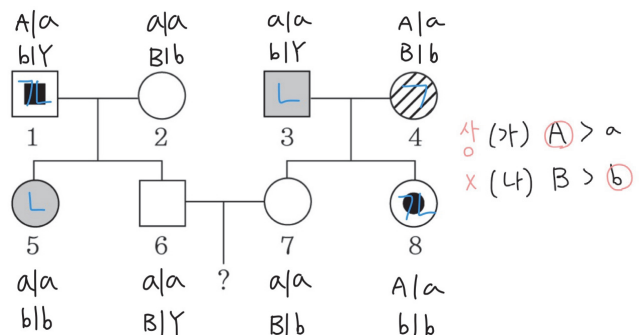 A|a a|a a|a A|a
b|Y B|b b|Y B|b
ㄱㄴ ㄴ ㄱ
1 2 3 4
상 (가) A > a
X (나) B > b
ㄴ ㄱㄴ
5 6 7 8
?
a|a a|a a|a A|a
b|b B|Y B|b b|b